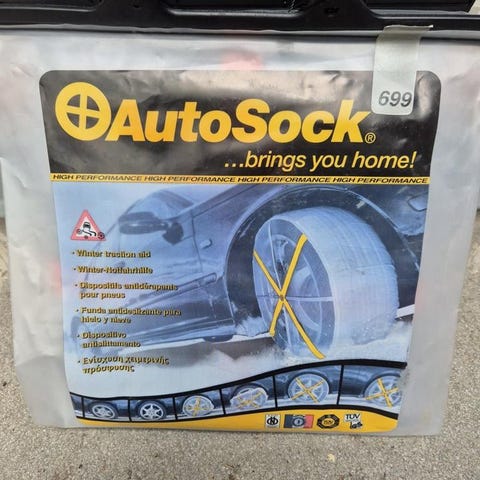 699
AutoSock®
...brings you home!
HIGH PERFORMANCE HIGH PERFORMANCE HIGH PERFORMANCE HIGH PERFORMANCE
• Winter traction aid
• Winter-Notfahrhilfe
• Dispositifs antidérapants
pour pneus
• Funda antideslizante para
hielo y nieve
• Dispositivo
antislittamento
• Ενίσχυση χειμερινής
πρόσφυσης
TÜV